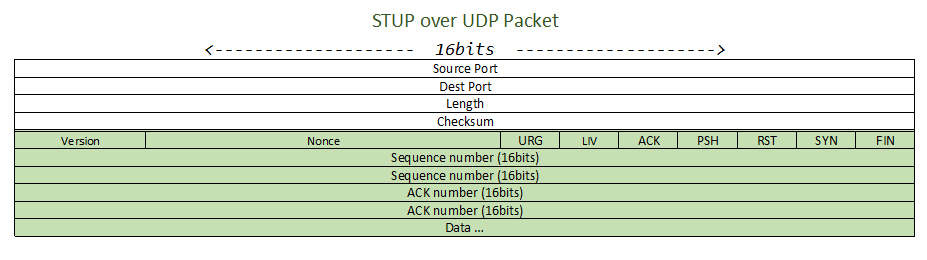 STUP over UDP Packet
<-------------------- 16bits -------------------->
Source Port
Dest Port
Length
Checksum
Version Nonce URG LIV ACK PSH RST SYN FIN
Sequence number (16bits)
Sequence number (16bits)
ACK number (16bits)
ACK number (16bits)
Data ...